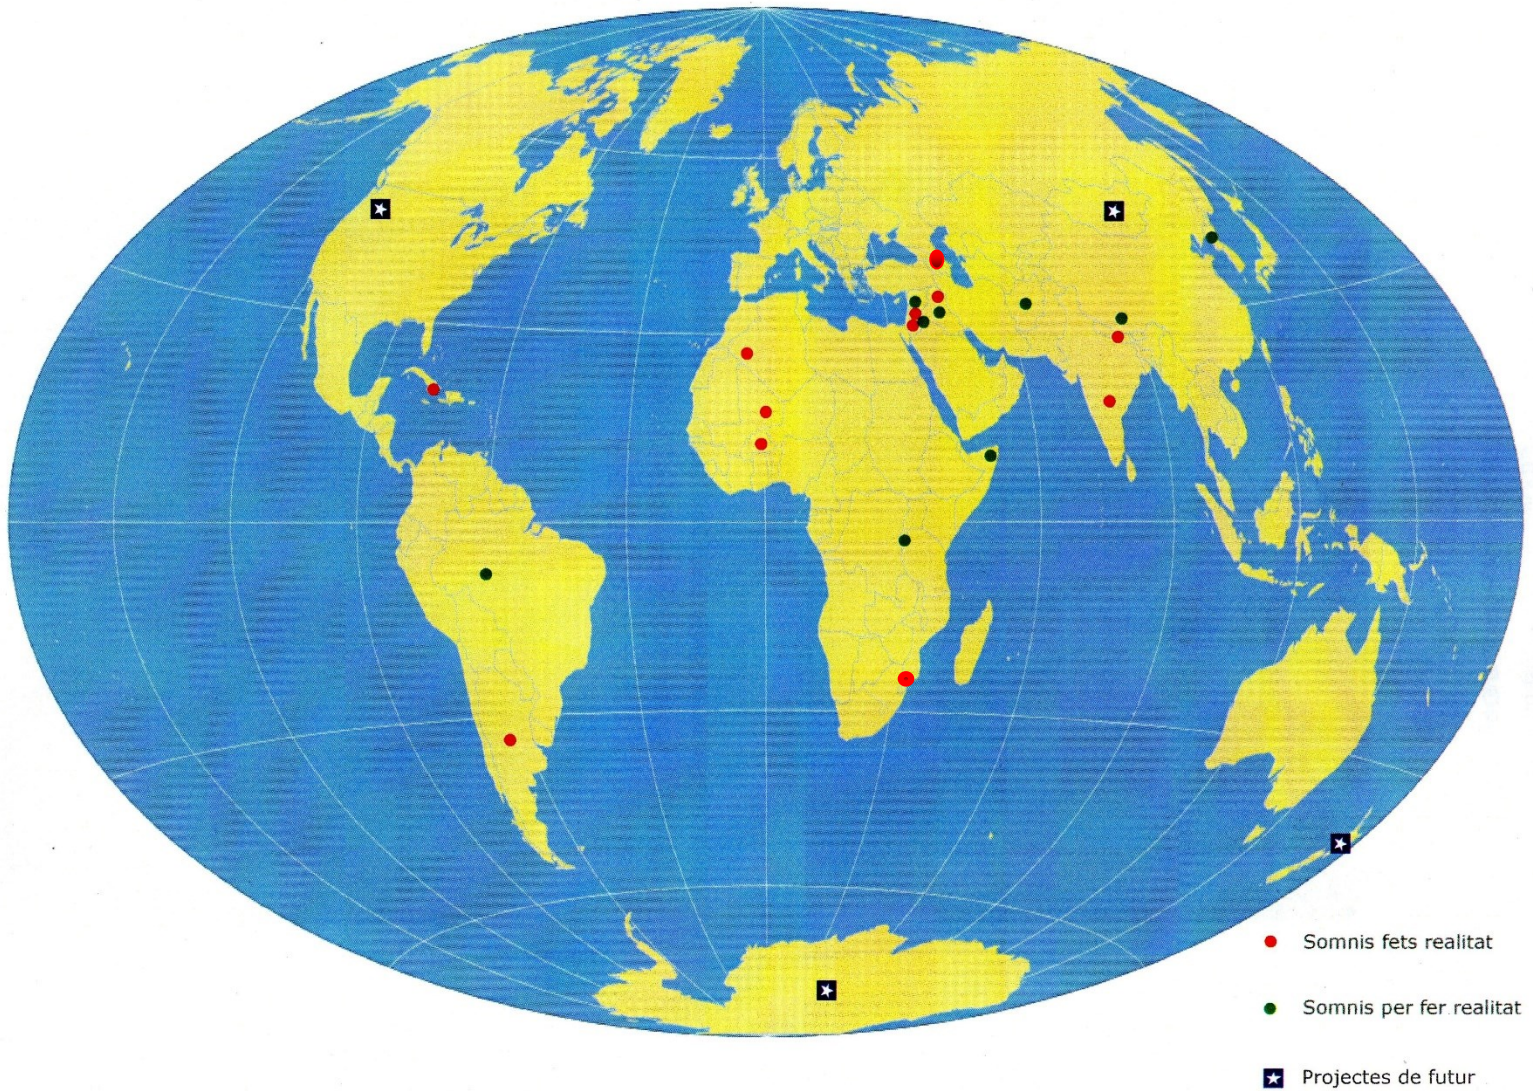 Somnis fets realitat
Somnis per fer realitat
Projectes de futur